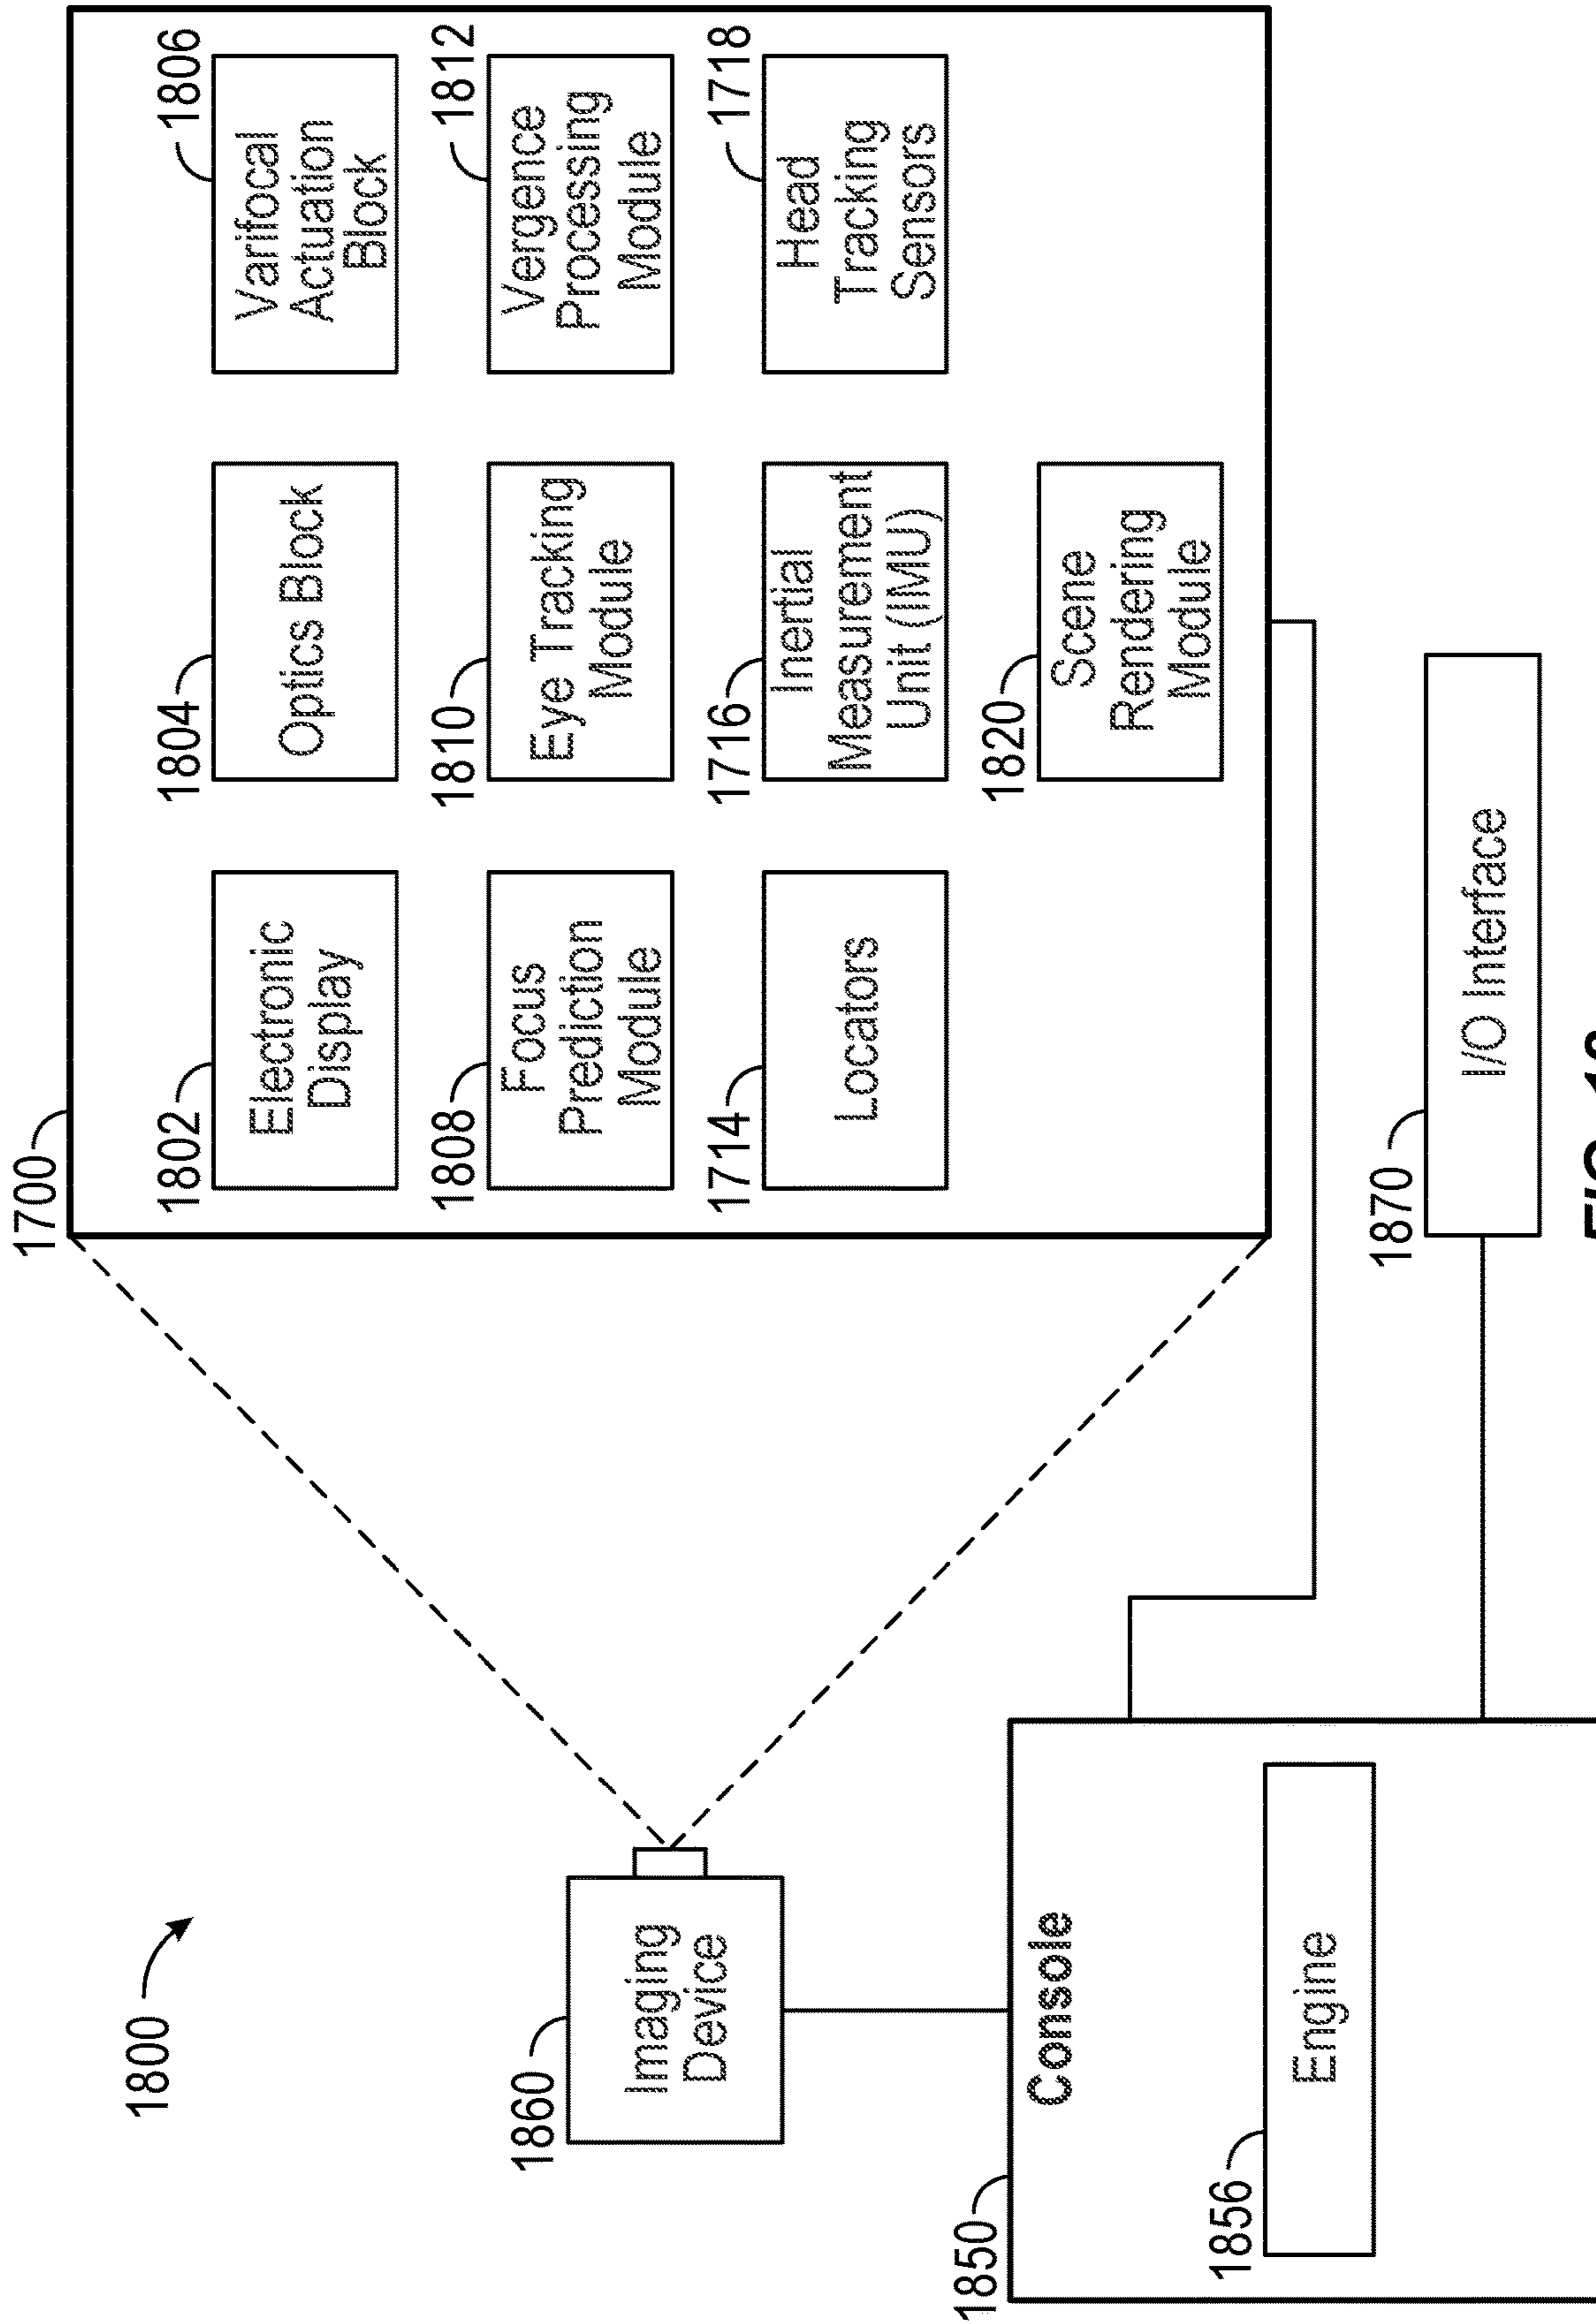 1800
1700
1802
Electronic
Display
1804
Optics Block
1806
Varifocal
Actuation
Block
1808
Focus
Prediction
Module
1810
Eye Tracking
Module
1812
Vergence
Processing
Module
1714
Locators
1716
Inertial
Measurement
Unit (IMU)
1718
Head
Tracking
Sensors
1820
Scene
Rendering
Module
1860
Imaging
Device
1850
Console
1856
Engine
1870
I/O Interface